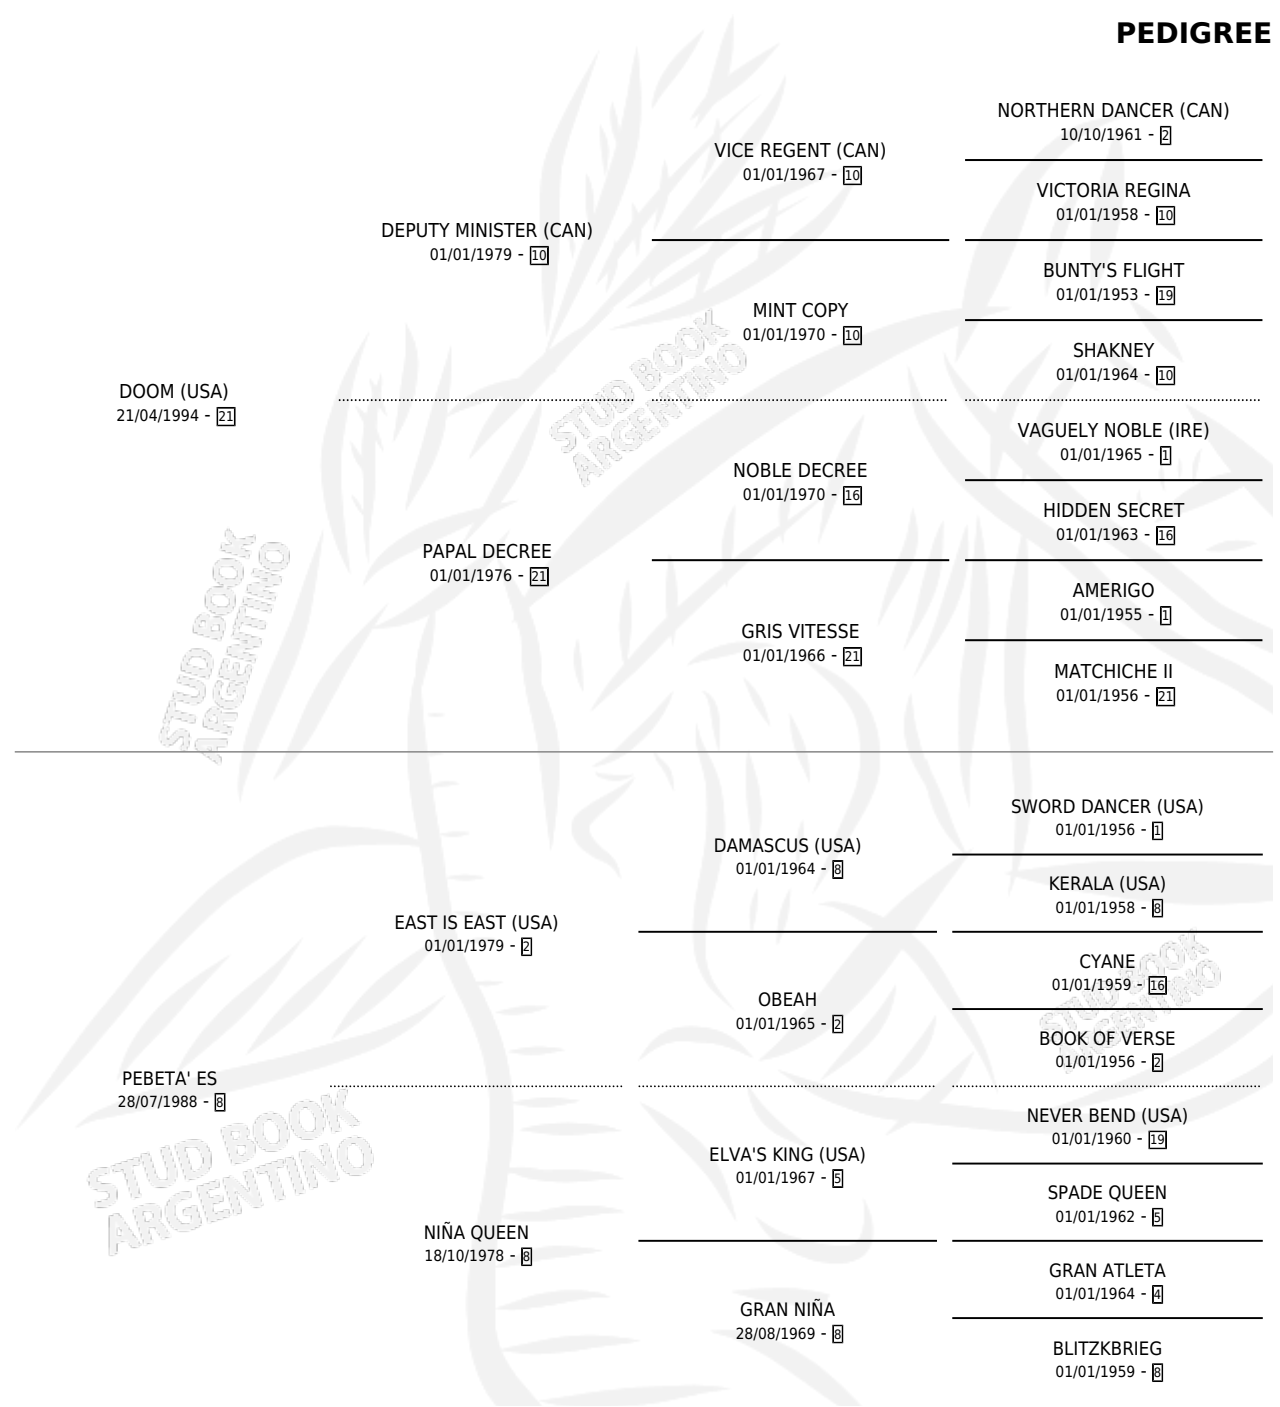 PEDIGREE
NORTHERN DANCER (CAN)
10/10/1961 - 2
VICE REGENT (CAN)
01/01/1967 - 10
VICTORIA REGINA
01/01/1958 - 10
DEPUTY MINISTER (CAN)
01/01/1979 - 10
BUNTY'S FLIGHT
01/01/1953 - 19
MINT COPY
01/01/1970 - 10
SHAKNEY
01/01/1964 - 10
DOOM (USA)
21/04/1994 - 21
VAGUELY NOBLE (IRE)
01/01/1965 - 1
NOBLE DECREE
01/01/1970 - 16
HIDDEN SECRET
01/01/1963 - 16
PAPAL DECREE
01/01/1976 - 21
AMERIGO
01/01/1955 - 1
GRIS VITESSE
01/01/1966 - 21
MATCHICHE II
01/01/1956 - 21
STUD BOOK
ARGENTINO
STUD BOOK
ARGENTINO
SWORD DANCER (USA)
01/01/1956 - 1
DAMASCUS (USA)
01/01/1964 - 8
KERALA (USA)
01/01/1958 - 8
EAST IS EAST (USA)
01/01/1979 - 2
CYANE
01/01/1959 - 16
OBEAH
01/01/1965 - 2
BOOK OF VERSE
01/01/1956 - 2
STUD BOOK
ARGENTINO
PEBETA' ES
28/07/1988 - 8
NEVER BEND (USA)
01/01/1960 - 19
ELVA'S KING (USA)
01/01/1967 - 5
SPADE QUEEN
01/01/1962 - 5
STUD BOOK
ARGENTINO
NIÑA QUEEN
18/10/1978 - 8
GRAN ATLETA
01/01/1964 - 4
GRAN NIÑA
28/08/1969 - 8
BLITZKBRIEG
01/01/1959 - 8